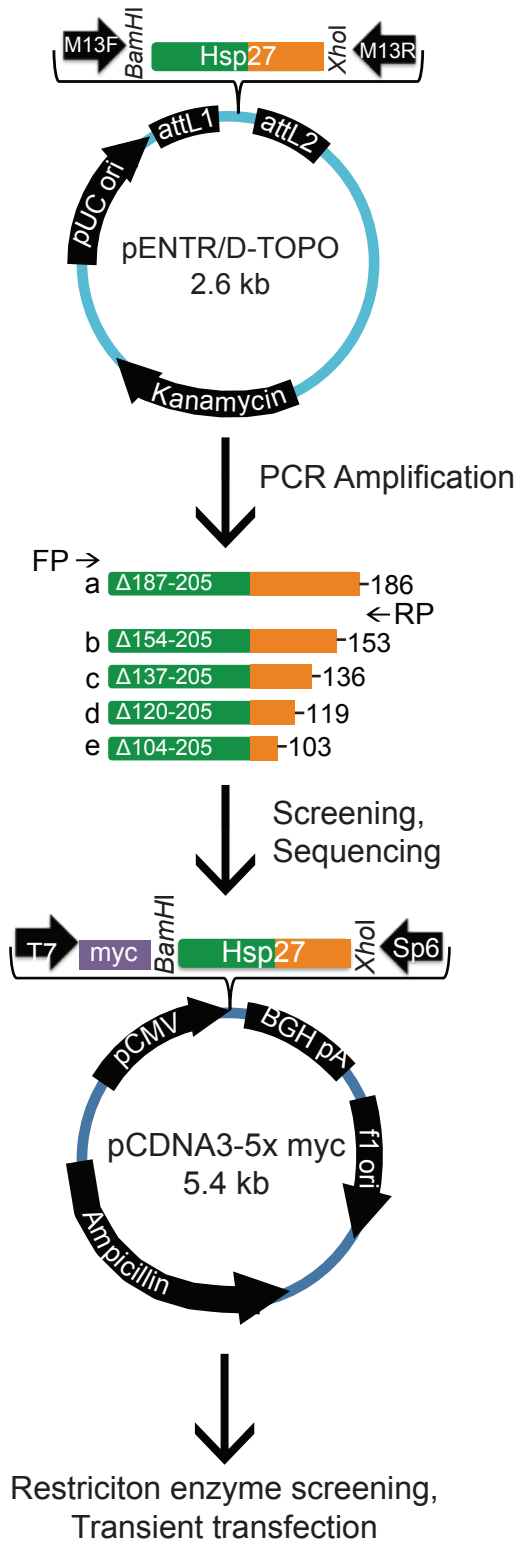 M13F
BamHI
Hsp27
XhoI
M13R
attL1
attL2
pUC ori
pENTR/D-TOPO
2.6 kb
Kanamycin
PCR Amplification
FP
a Δ187-205 186
RP
b Δ154-205 153
c Δ137-205 136
d Δ120-205 119
e Δ104-205 103
Screening,
Sequencing
T7
myc
BamHI
Hsp27
XhoI
Sp6
pCMV
BGH pA
f1 ori
pCDNA3-5x myc
5.4 kb
Ampicillin
Restriciton enzyme screening,
Transient transfection